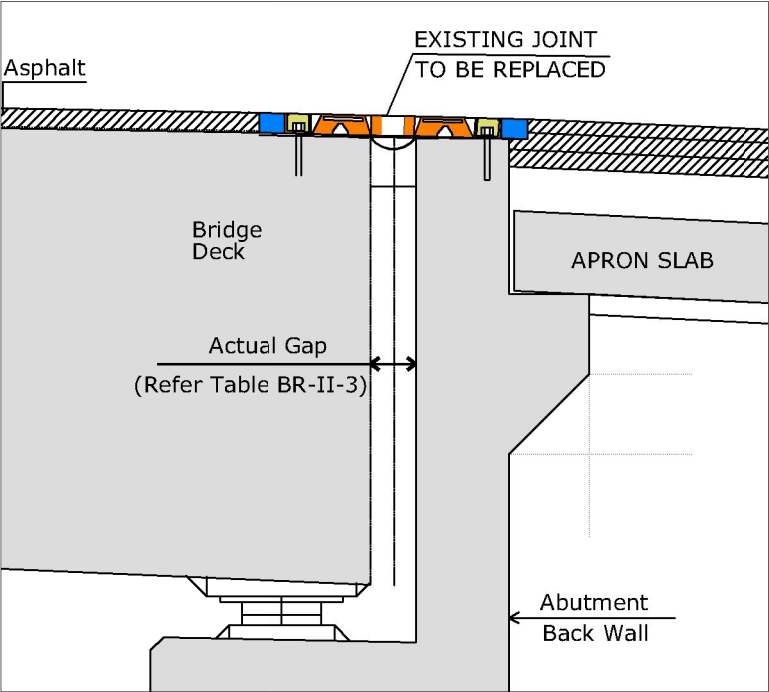 EXISTING JOINT
TO BE REPLACED
Asphalt
Bridge
Deck
APRON SLAB
Actual Gap
(Refer Table BR-II-3)
Abutment
Back Wall